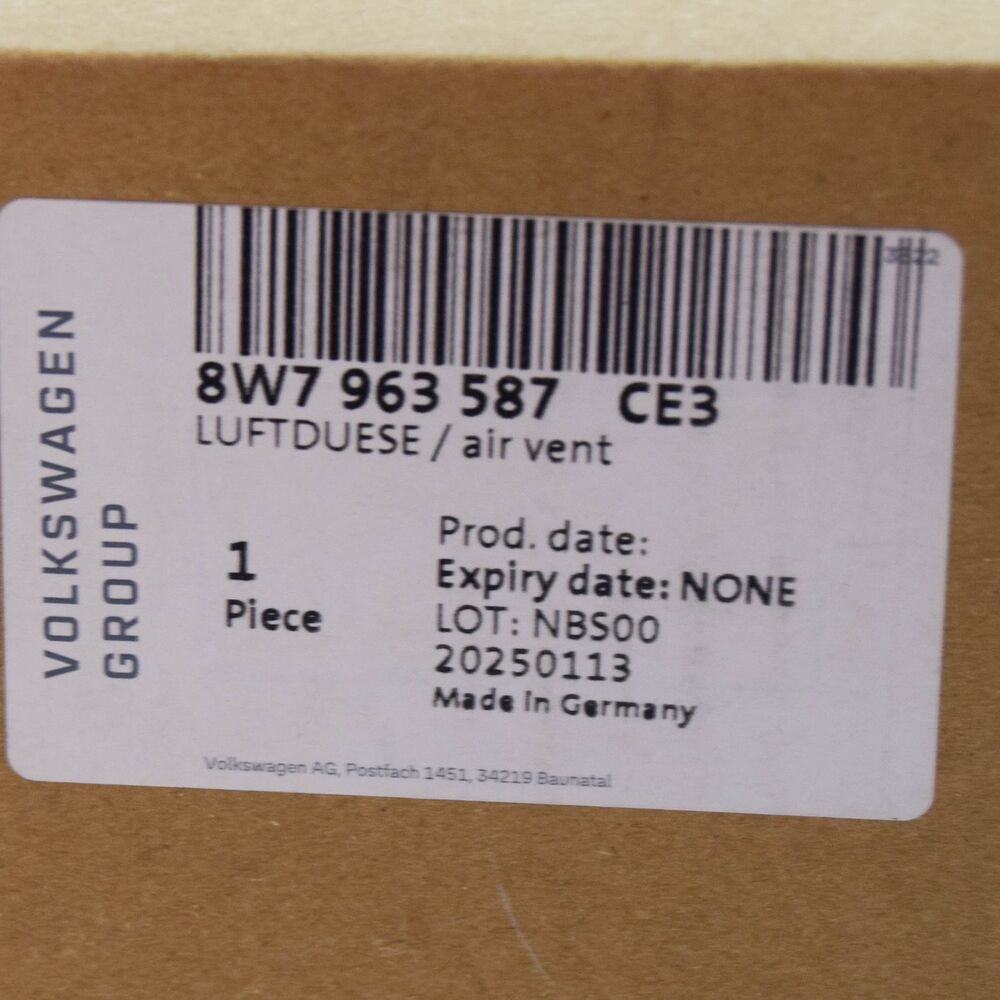 VOLKSWAGEN
GROUP
8W7 963 587 CE3
LUFTDUESE / air vent
1
Piece
Prod. date:
Expiry date: NONE
LOT: NBS00
20250113
Made in Germany
Volkswagen AG, Postfach 1451, 34219 Baunatal